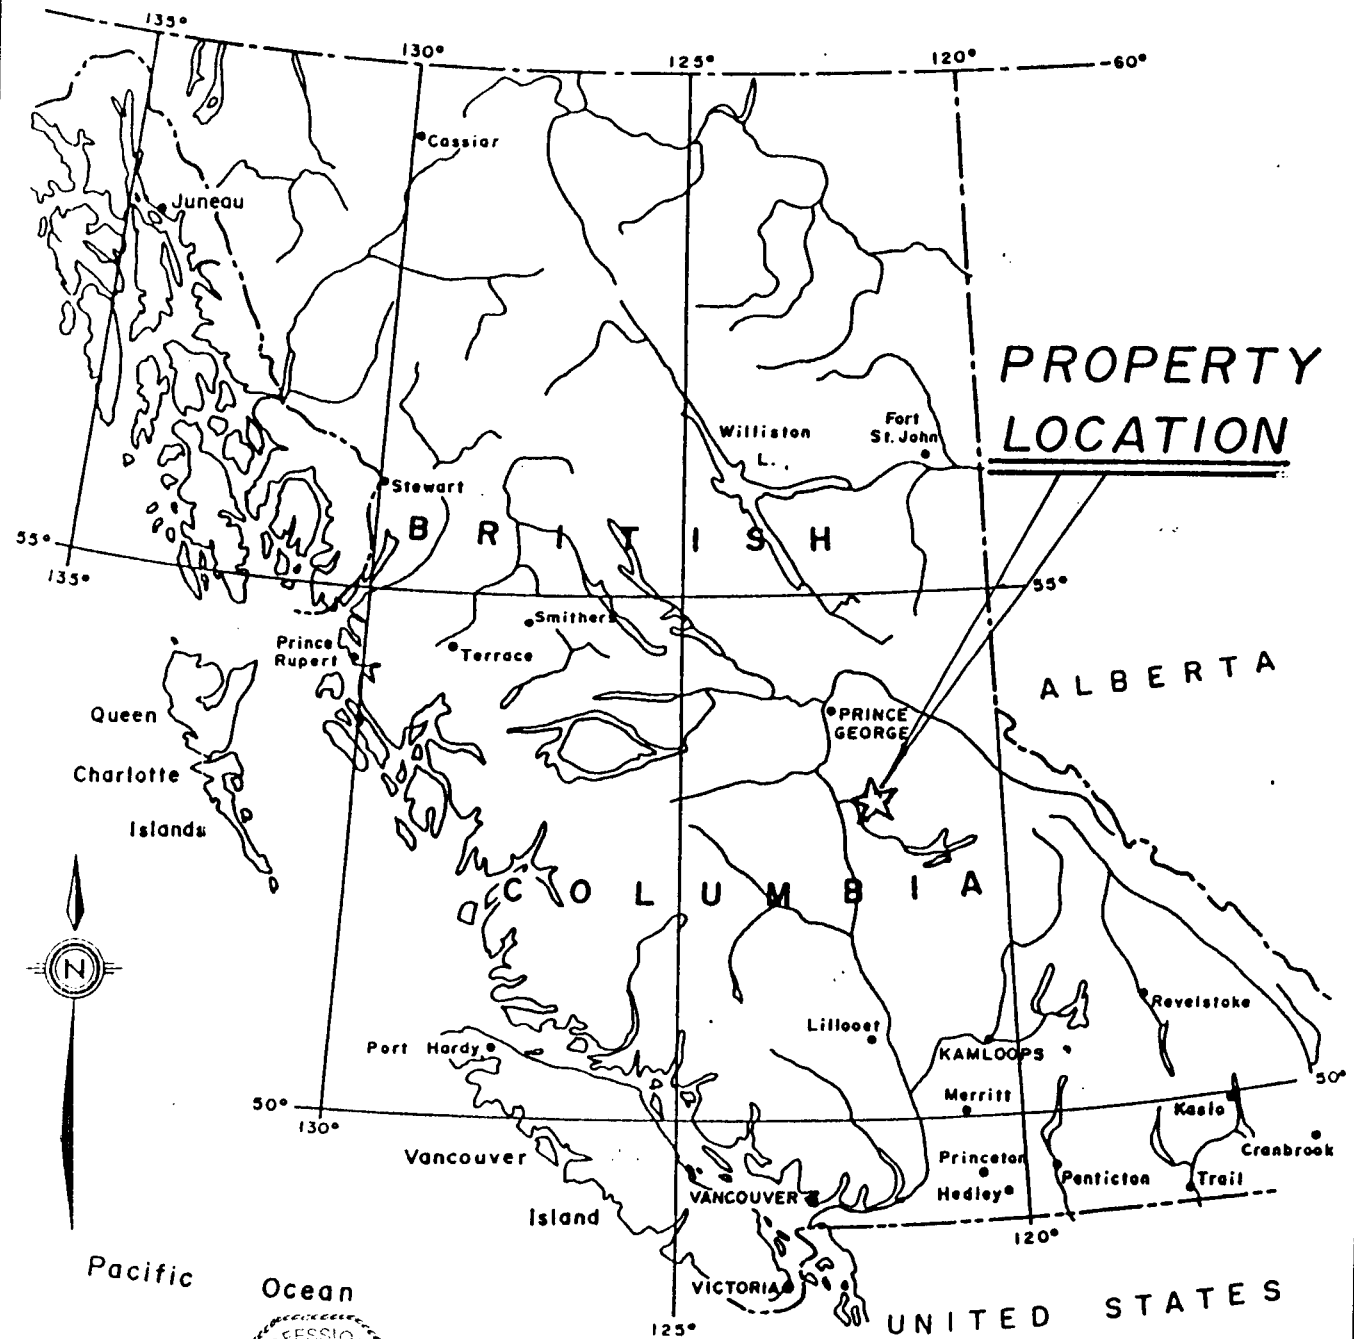 135°
130°
125°
120°
60°
Cassiar
Juneau
PROPERTY
LOCATION
Williston
L.
Fort
St. John
Stewart
BRITISH
55°
135°
55°
Smithers
Terrace
Prince
Rupert
ALBERTA
Queen
Charlotte
Islands
PRINCE
GEORGE
COLUMBIA
N
Revelstoke
Lillooet
Port Hardy
KAMLOOPS
50°
130°
Merritt
50°
Kaslo
Cranbrook
Vancouver
Island
Princeton
Hedley
Penticton
Trail
VANCOUVER
120°
Pacific Ocean
VICTORIA
125°
UNITED STATES